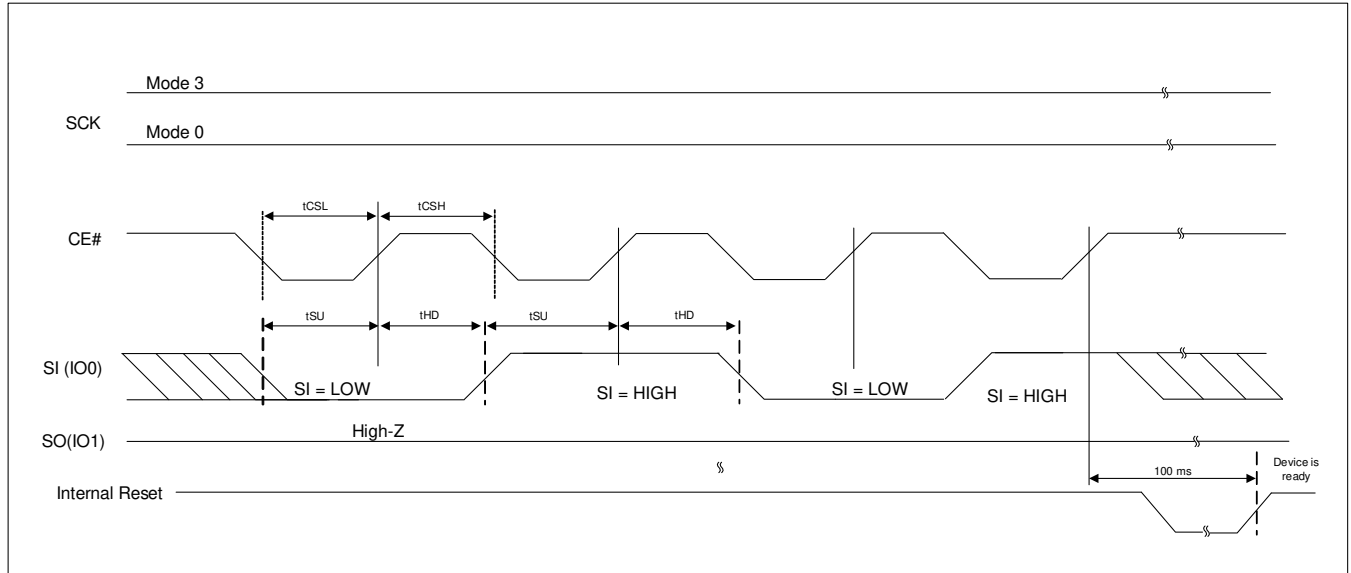 Mode 3
SCK
Mode 0
tCSL
tCSH
CE#
tSU
tHD
tSU
tHD
SI (IO0)
SI = LOW
SI = HIGH
SI = LOW
SI = HIGH
High-Z
SO(IO1)
100 ms
Device is
ready
Internal Reset